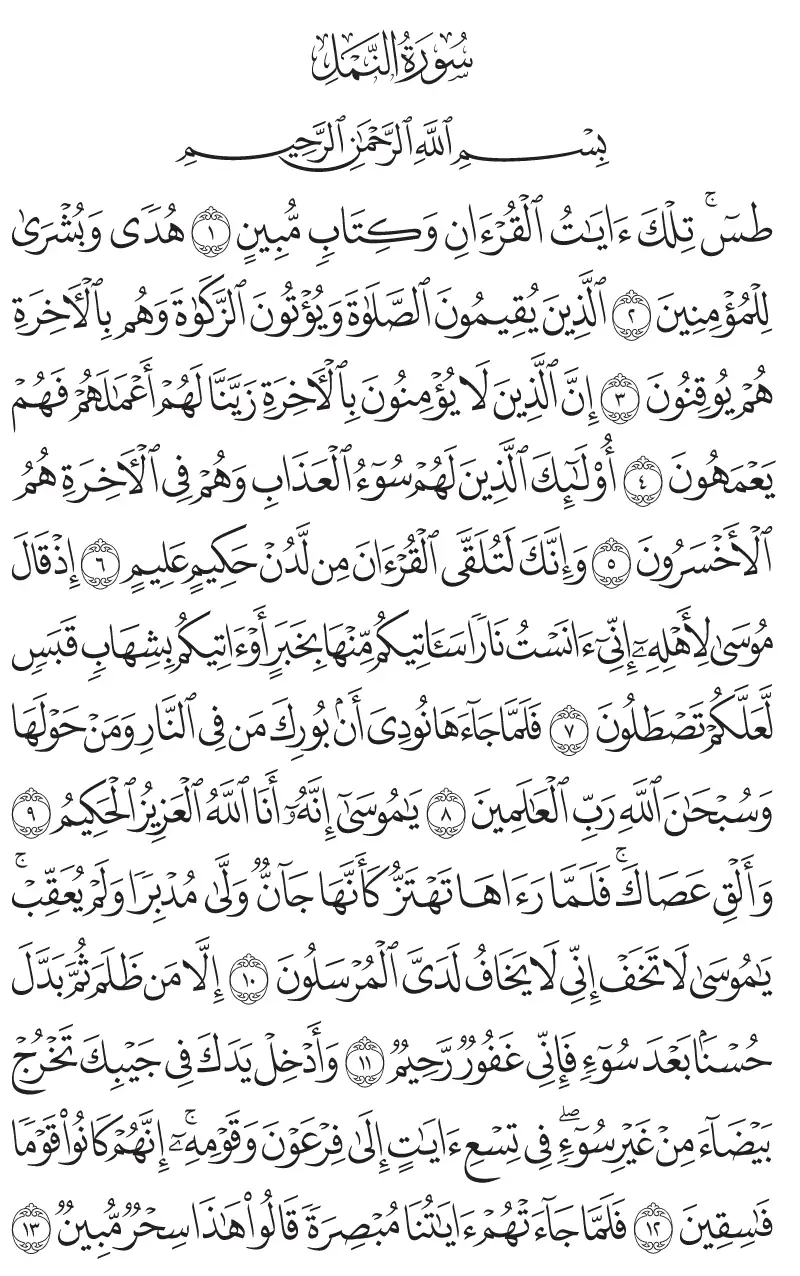 سُورَةُ النَّمۡلِ
بِسۡمِ ٱللَّهِ ٱلرَّحۡمَٰنِ ٱلرَّحِيمِ
طسٓۚ تِلۡكَ ءَايَٰتُ ٱلۡقُرۡءَانِ وَكِتَابٖ مُّبِينٍ ١ هُدٗى وَبُشۡرَىٰ
لِلۡمُؤۡمِنِينَ ٢ ٱلَّذِينَ يُقِيمُونَ ٱلصَّلَوٰةَ وَيُؤۡتُونَ ٱلزَّكَوٰةَ وَهُم بِٱلۡأٓخِرَةِ
هُمۡ يُوقِنُونَ ٣ إِنَّ ٱلَّذِينَ لَا يُؤۡمِنُونَ بِٱلۡأٓخِرَةِ زَيَّنَّا لَهُمۡ أَعۡمَٰلَهُمۡ فَهُمۡ
يَعۡمَهُونَ ٤ أُوْلَٰٓئِكَ ٱلَّذِينَ لَهُمۡ سُوٓءُ ٱلۡعَذَابِ وَهُمۡ فِي ٱلۡأٓخِرَةِ هُمُ
ٱلۡأَخۡسَرُونَ ٥ وَإِنَّكَ لَتُلَقَّى ٱلۡقُرۡءَانَ مِن لَّدُنۡ حَكِيمٍ عَلِيمٍ ٦ إِذۡ قَالَ
مُوسَىٰ لِأَهۡلِهِۦٓ إِنِّيٓ ءَانَسۡتُ نَارٗا سَـَٔاتِيكُم مِّنۡهَا بِخَبَرٍ أَوۡ ءَاتِيكُم بِشِهَابٖ قَبَسٖ
لَّعَلَّكُمۡ تَصۡطَلُونَ ٧ فَلَمَّا جَآءَهَا نُودِيَ أَنۢ بُورِكَ مَن فِي ٱلنَّارِ وَمَنۡ حَوۡلَهَا
وَسُبۡحَٰنَ ٱللَّهِ رَبِّ ٱلۡعَٰلَمِينَ ٨ يَٰمُوسَىٰٓ إِنَّهُۥٓ أَنَا ٱللَّهُ ٱلۡعَزِيزُ ٱلۡحَكِيمُ ٩
وَأَلۡقِ عَصَاكَۚ فَلَمَّا رَءَاهَا تَهۡتَزُّ كَأَنَّهَا جَآنّٞ وَلَّىٰ مُدۡبِرٗا وَلَمۡ يُعَقِّبۡۚ
يَٰمُوسَىٰ لَا تَخَفۡ إِنِّي لَا يَخَافُ لَدَيَّ ٱلۡمُرۡسَلُونَ ١٠ إِلَّا مَن ظَلَمَ ثُمَّ بَدَّلَ
حُسۡنَۢا بَعۡدَ سُوٓءٖ فَإِنِّي غَفُورٞ رَّحِيمٞ ١١ وَأَدۡخِلۡ يَدَكَ فِي جَيۡبِكَ تَخۡرُجۡ
بَيۡضَآءَ مِنۡ غَيۡرِ سُوٓءٖۖ فِي تِسۡعِ ءَايَٰتٍ إِلَىٰ فِرۡعَوۡنَ وَقَوۡمِهِۦٓۚ إِنَّهُمۡ كَانُواْ قَوۡمٗا
فَٰسِقِينَ ١٢ فَلَمَّا جَآءَتۡهُمۡ ءَايَٰتُنَا مُبۡصِرَةٗ قَالُواْ هَٰذَا سِحۡرٞ مُّبِينٞ ١٣